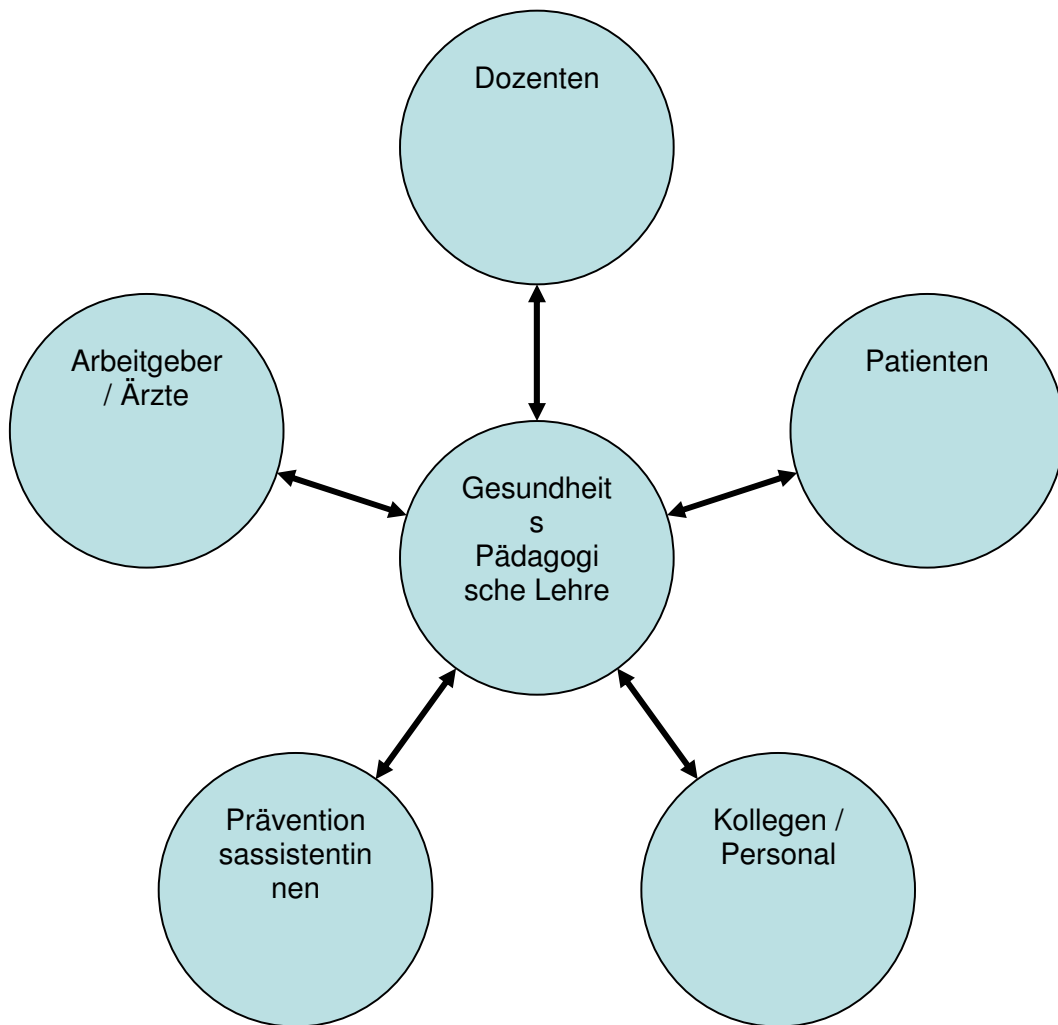 Dozenten
Arbeitgeber
/ Ärzte
Patienten
Gesundheit
s
Pädagogi
sche Lehre
Prävention
sassistentin
nen
Kollegen /
Personal